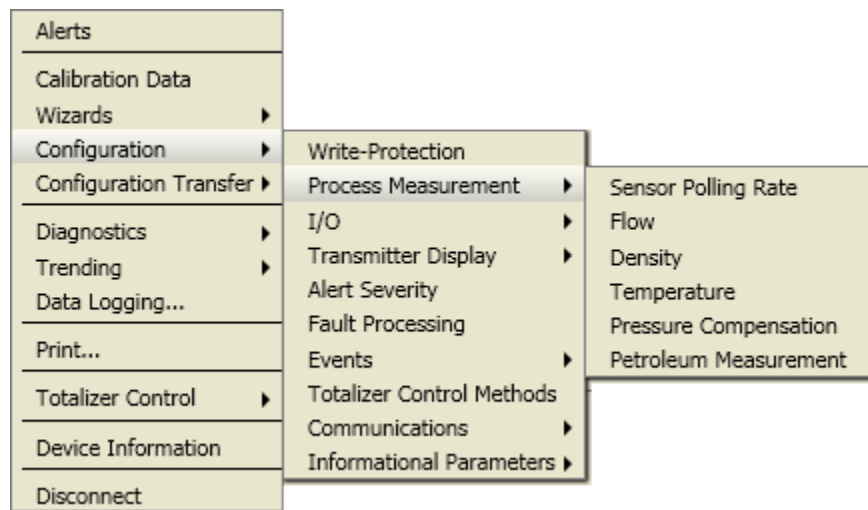 Alerts
Calibration Data
Wizards
Configuration
Configuration Transfer
Diagnostics
Trending
Data Logging...
Print...
Totalizer Control
Device Information
Disconnect
Write-Protection
Process Measurement
I/O
Transmitter Display
Alert Severity
Fault Processing
Events
Totalizer Control Methods
Communications
Informational Parameters
Sensor Polling Rate
Flow
Density
Temperature
Pressure Compensation
Petroleum Measurement